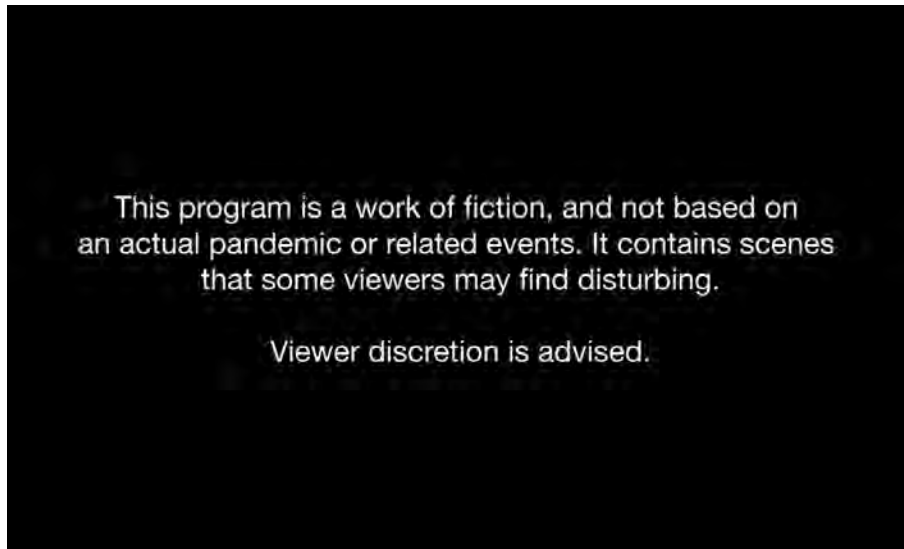 This program is a work of fiction, and not based on
an actual pandemic or related events. It contains scenes
that some viewers may find disturbing.
Viewer discretion is advised.